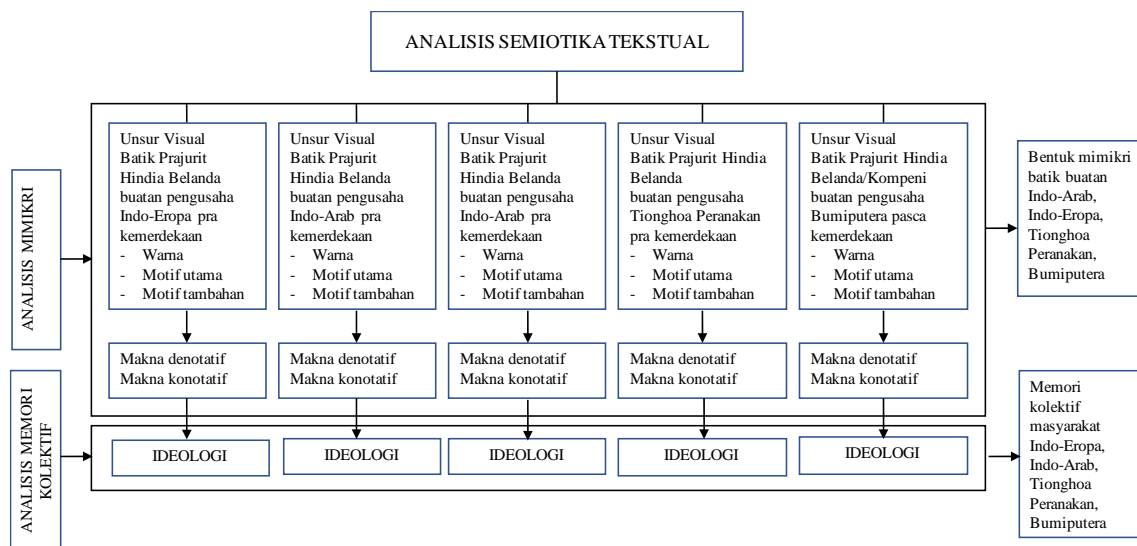 ANALISIS SEMIOTIKA TEKSTUAL
ANALISIS MIMIKRI
Unsur Visual
Batik Prajurit
Hindia Belanda
buatan pengusaha
Indo-Eropa pra
kemerdekaan
- Warna
- Motif utama
- Motif tambahan
Unsur Visual
Batik Prajurit
Hindia Belanda
buatan pengusaha
Indo-Arab pra
kemerdekaan
- Warna
- Motif utama
- Motif tambahan
Unsur Visual
Batik Prajurit
Hindia Belanda
buatan pengusaha
Indo-Arab pra
kemerdekaan
- Warna
- Motif utama
- Motif tambahan
Unsur Visual
Batik Prajurit Hindia
Belanda
buatan pengusaha
Tionghoa Peranakan
pra kemerdekaan
- Warna
- Motif utama
- Motif tambahan
Unsur Visual
Batik Prajurit Hindia
Belanda/Kompeni
buatan pengusaha
Bumiputera pasca
kemerdekaan
- Warna
- Motif utama
- Motif tambahan
Bentuk mimikri
batik buatan
Indo-Arab,
Indo-Eropa,
Tionghoa
Peranakan,
Bumiputera
Makna denotatif
Makna konotatif
Makna denotatif
Makna konotatif
Makna denotatif
Makna konotatif
Makna denotatif
Makna konotatif
Makna denotatif
Makna konotatif
ANALISIS MEMORI
KOLEKTIF
IDEOLOGI
IDEOLOGI
IDEOLOGI
IDEOLOGI
IDEOLOGI
Memori
kolektif
masyarakat
Indo-Eropa,
Indo-Arab,
Tionghoa
Peranakan,
Bumiputera